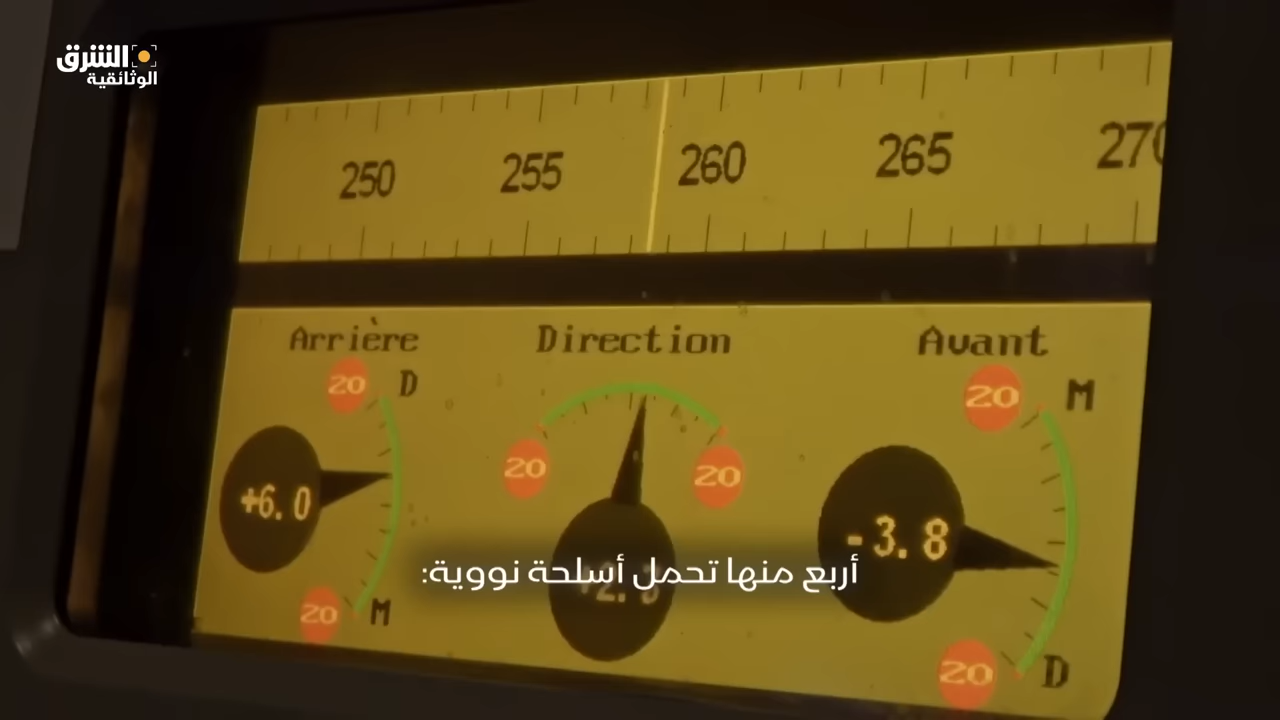 الشرق
الوثائقية
250 255 260 265 270
Arrière Direction Avant
20 D 20 M
20 20
+6.0 -3.8
أربع منها تحمل أسلحة نووية:
20 M 20 D